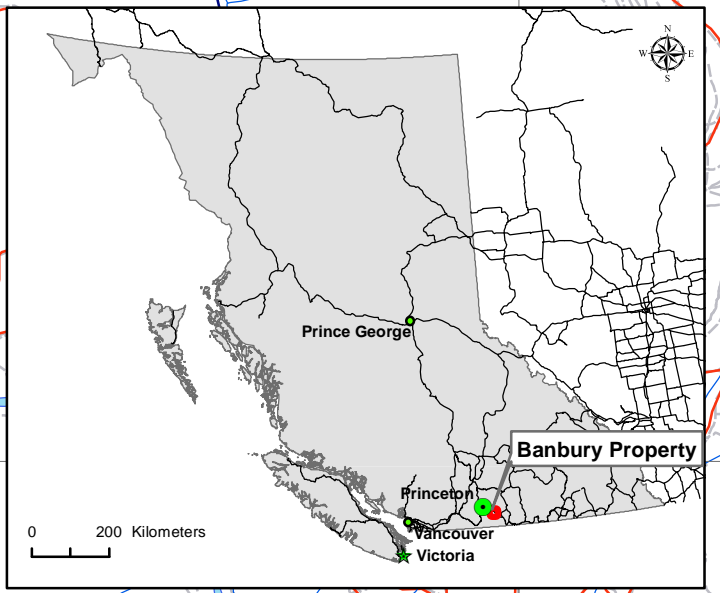 N
W E
S
Prince George
Banbury Property
Princeton
Vancouver
Victoria
0 200 Kilometers